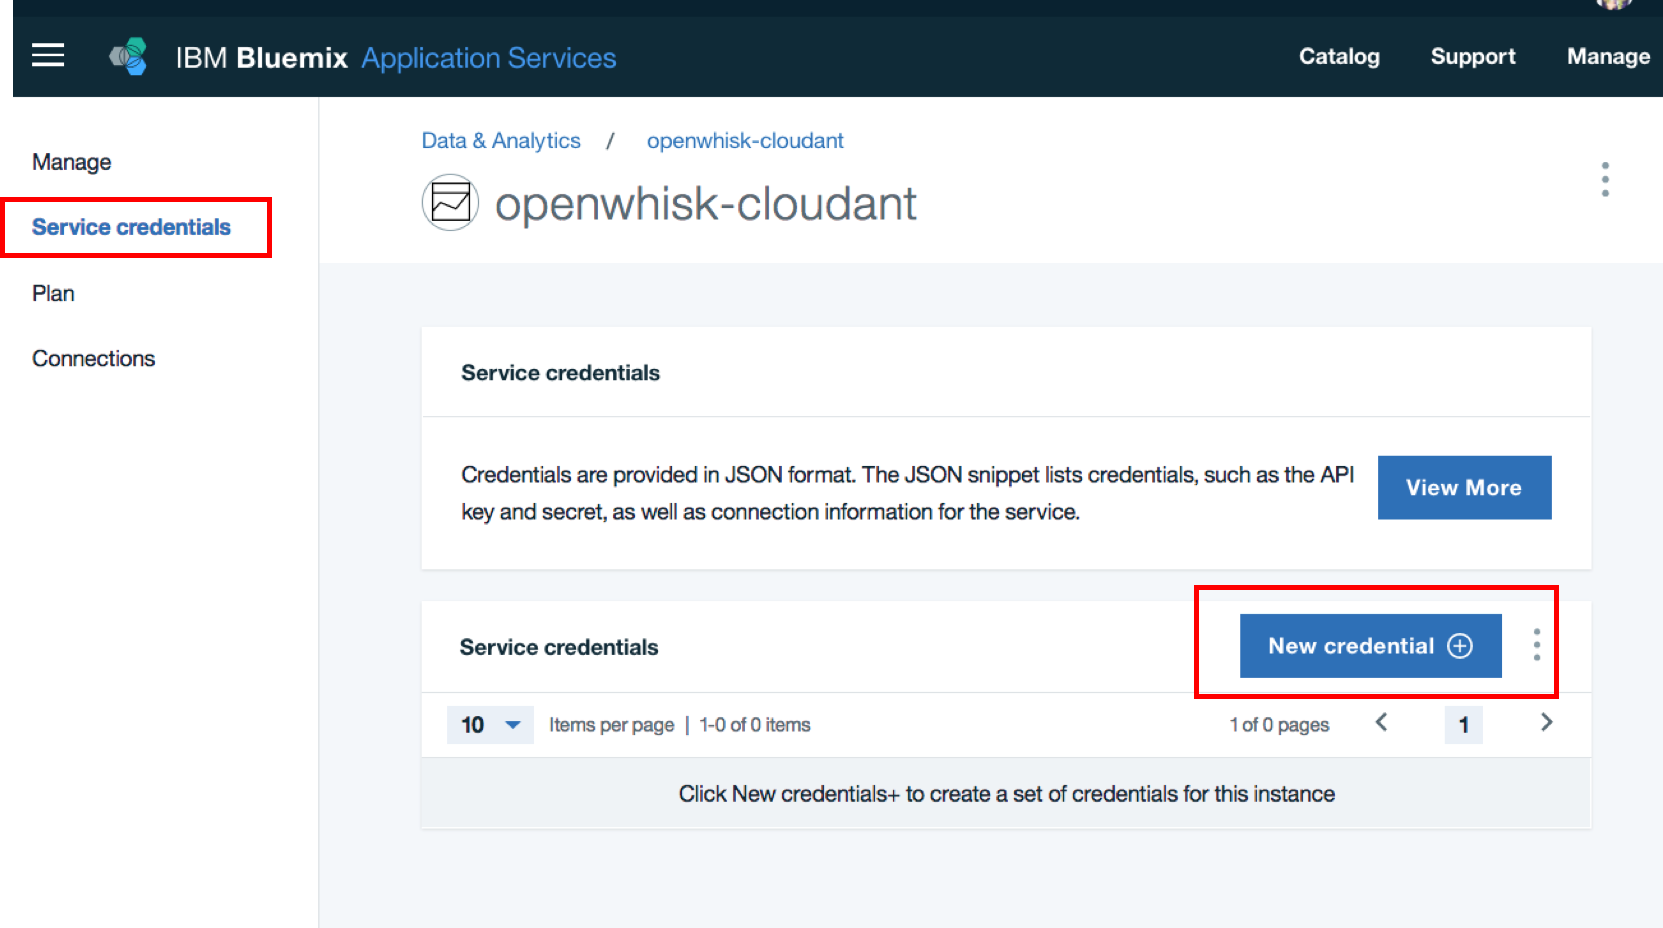 IBM Bluemix Application Services
Catalog
Support
Manage
Manage
Service credentials
Plan
Connections
Data & Analytics / openwhisk-cloudant
openwhisk-cloudant
Service credentials
Credentials are provided in JSON format. The JSON snippet lists credentials, such as the API
key and secret, as well as connection information for the service.
View More
Service credentials
New credential
10
Items per page | 1-0 of 0 items
1 of 0 pages
1
Click New credentials+ to create a set of credentials for this instance